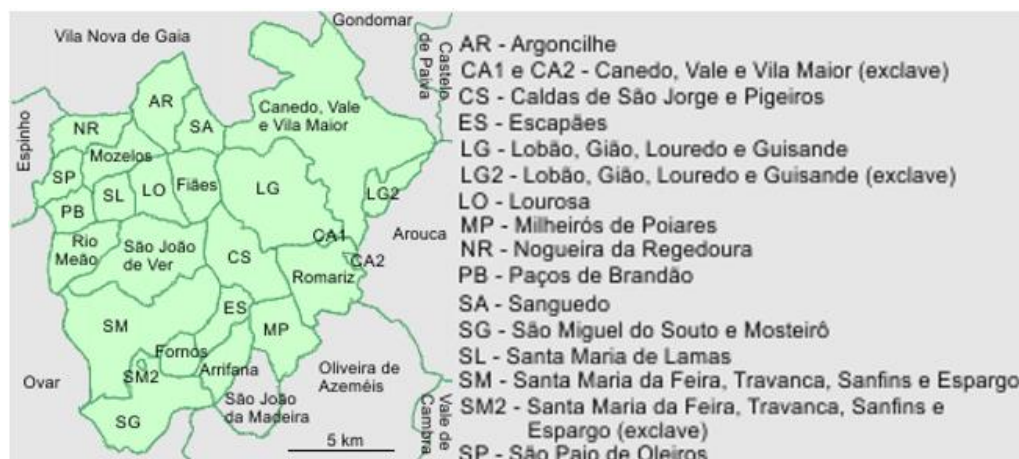 Gondomar
Vila Nova de Gaia
Castelo
de Paiva
Espinho
AR
Canedo, Vale
e Vila Maior
NR
SA
Mozelos
SP
SL
LO
Fiães
LG
LG2
PB
Arouca
CA1
Rio
Meão
São João
de Ver
CS
CA2
Romariz
ES
SM
MP
Fornos
Arrifana
SM2
Oliveira de
Azeméis
Ovar
São João
da Madeira
Vale de
Cambra
SG
5 km
AR - Argoncilhe
CA1 e CA2 - Canedo, Vale e Vila Maior (exclave)
CS - Caldas de São Jorge e Pigeiros
ES - Escapães
LG - Lobão, Gião, Louredo e Guisande
LG2 - Lobão, Gião, Louredo e Guisande (exclave)
LO - Lourosa
MP - Milheirós de Poiares
NR - Nogueira da Regedoura
PB - Paços de Brandão
SA - Sanguedo
SG - São Miguel do Souto e Mosteirô
SL - Santa Maria de Lamas
SM - Santa Maria da Feira, Travanca, Sanfins e Espargo
SM2 - Santa Maria da Feira, Travanca, Sanfins e
Espargo (exclave)
SP - São Paio de Oleiros